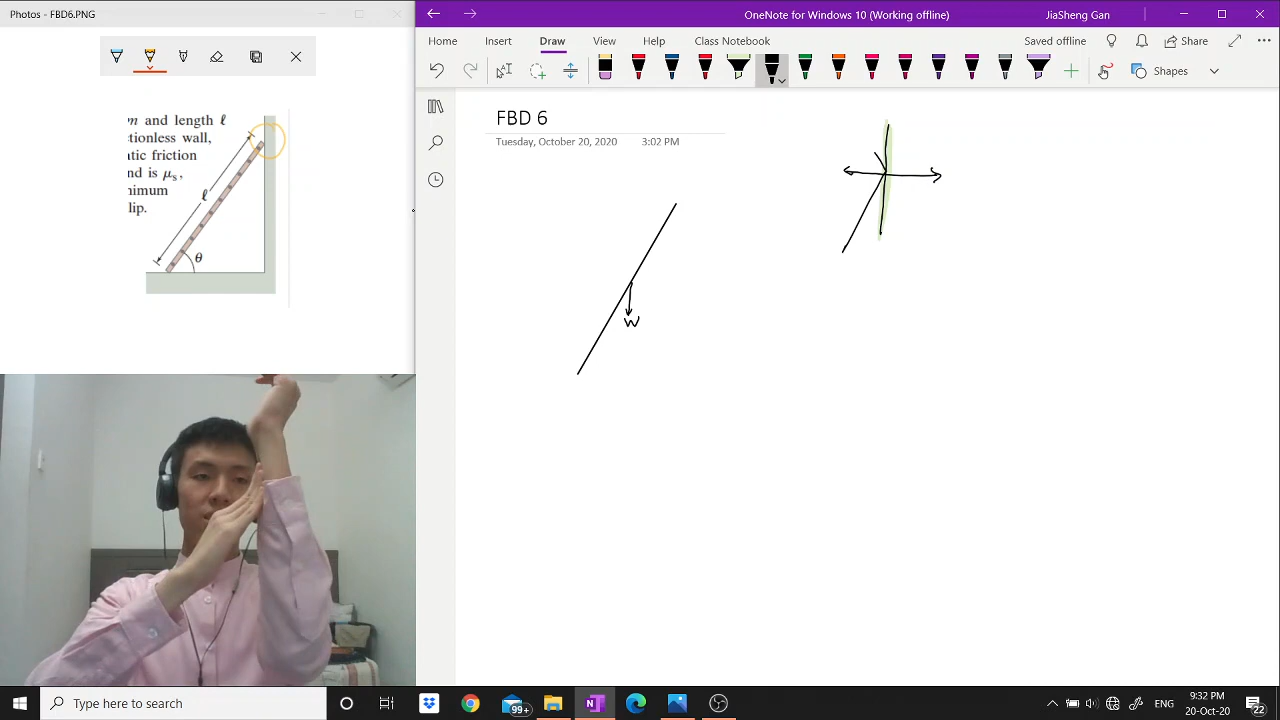 Photos - FBD6.PNG
OneNote for Windows 10 (Working offline)
JiaSheng Gan
Home Insert Draw View Help Class Notebook
Saved offline
Share
Shapes
m and length ℓ
tionless wall,
atic friction
nd is μs,
nimum
lip.
ℓ
θ
FBD 6
Tuesday, October 20, 2020 3:02 PM
W
Type here to search
99+
ENG
9:32 PM
20-Oct-20
22